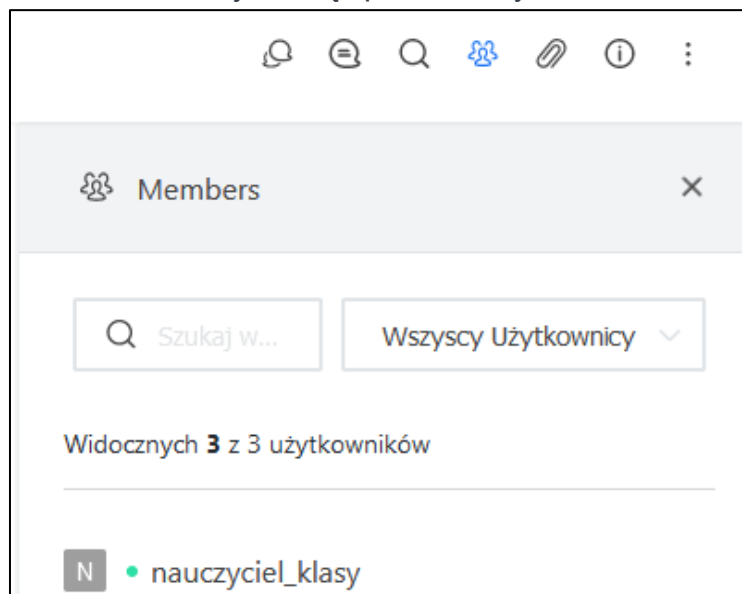 Members
Szukaj w...
Wszyscy Użytkownicy
Widocznych 3 z 3 użytkowników
N nauczyciel_klasy